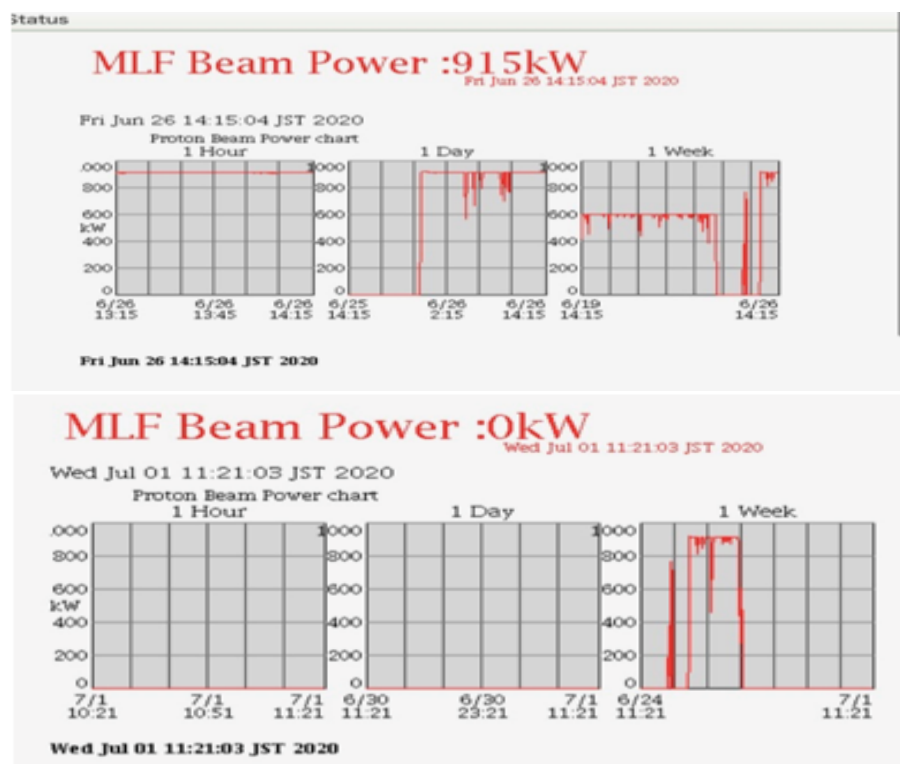 Status
MLF Beam Power :915kW
Fri Jun 26 14:15:04 JST 2020
Fri Jun 26 14:15:04 JST 2020
Proton Beam Power chart
1 Hour 1 Day 1 Week
000 1000 1000
800 800 800
600 600 600
kW
400 400 400
200 200 200
0 0 0
6/26 6/26 6/26 6/25 6/26 6/26 6/19 6/26
13:15 13:45 14:15 14:15 2:15 14:15 14:15 14:15
Fri Jun 26 14:15:04 JST 2020
MLF Beam Power :0kW
Wed Jul 01 11:21:03 JST 2020
Wed Jul 01 11:21:03 JST 2020
Proton Beam Power chart
1 Hour 1 Day 1 Week
000 1000 1000
800 800 800
600 600 600
kW
400 400 400
200 200 200
0 0 0
7/1 7/1 7/1 6/30 6/30 7/1 6/24 7/1
10:21 10:51 11:21 11:21 23:21 11:21 11:21 11:21
Wed Jul 01 11:21:03 JST 2020